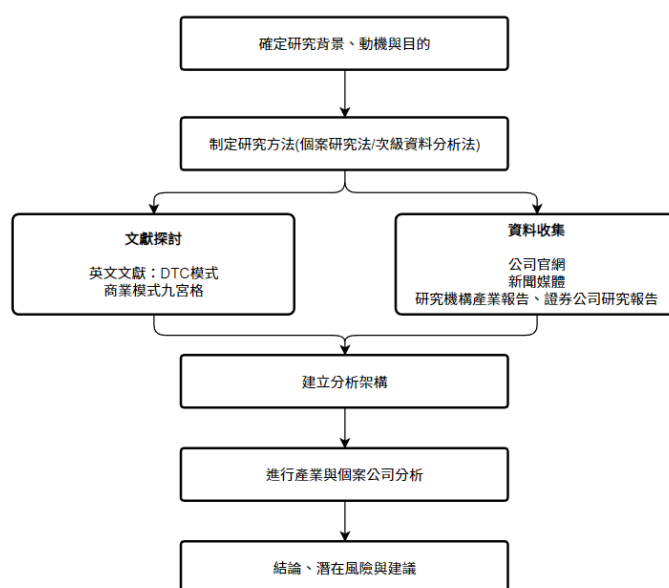 確定研究背景、動機與目的
制定研究方法(個案研究法/次級資料分析法)
文獻探討
英文文獻：DTC模式
商業模式九宮格
資料收集
公司官網
新聞媒體
研究機構產業報告、證券公司研究報告
建立分析架構
進行產業與個案公司分析
結論、潛在風險與建議